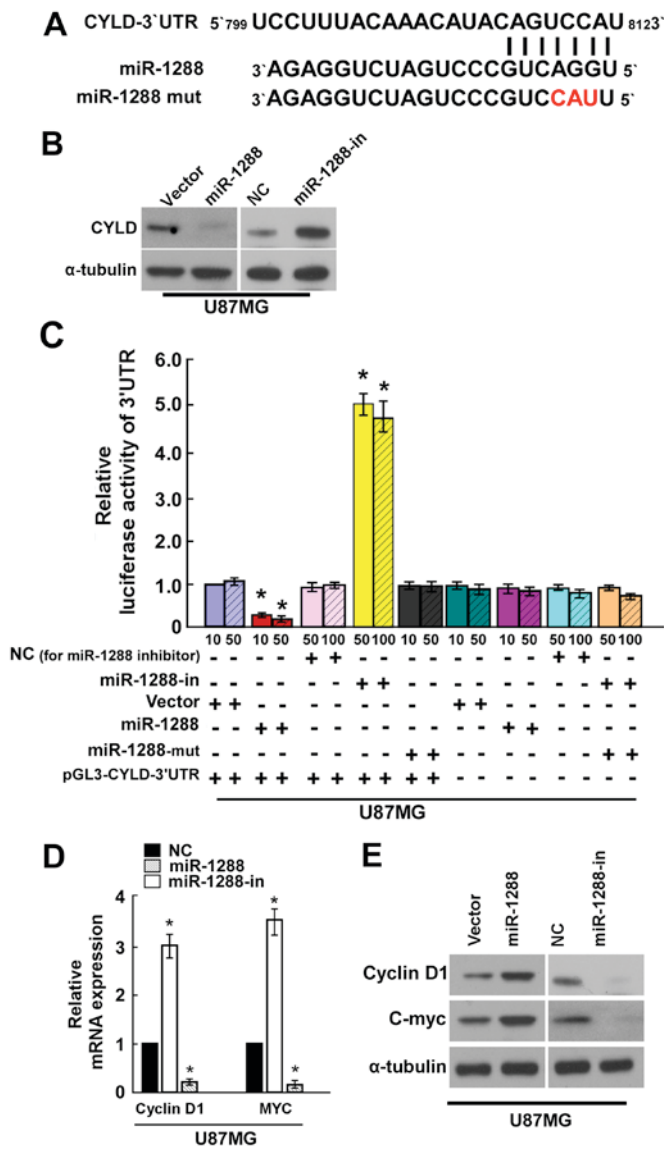 A
CYLD-3`UTR 5`799 UCCUUUACAAACAUACAGUCCAU 8123`
miR-1288 3`AGAGGUCUAGUCCCGUCAGGU 5`
miR-1288 mut 3`AGAGGUCUAGUCCCGUCCAUU 5`
B
Vector miR-1288 NC miR-1288-in
CYLD
α-tubulin
U87MG
C
Relative
luciferase activity of 3'UTR
6.0
5.0
4.0
3.0
2.0
1.0
0
* * * *
10 50 10 50 50 100 50 100 10 50 10 50 10 50 50 100 50 100
NC (for miR-1288 inhibitor) - - - - + + - - - - - - - - + + - -
miR-1288-in - - - - - - + + - - - - - - - - + +
Vector + + - - - - - - - - + + - - - - - -
miR-1288 - - + + - - - - - - - - + + - - - -
miR-1288-mut - - - - - - - - + + - - - - - - + +
pGL3-CYLD-3'UTR + + + + + + + + + + - - - - - - - -
U87MG
D
NC
miR-1288
miR-1288-in
Relative
mRNA expression
4
3
2
1
0
* * * *
Cyclin D1 MYC
U87MG
E
Vector miR-1288 NC miR-1288-in
Cyclin D1
C-myc
α-tubulin
U87MG